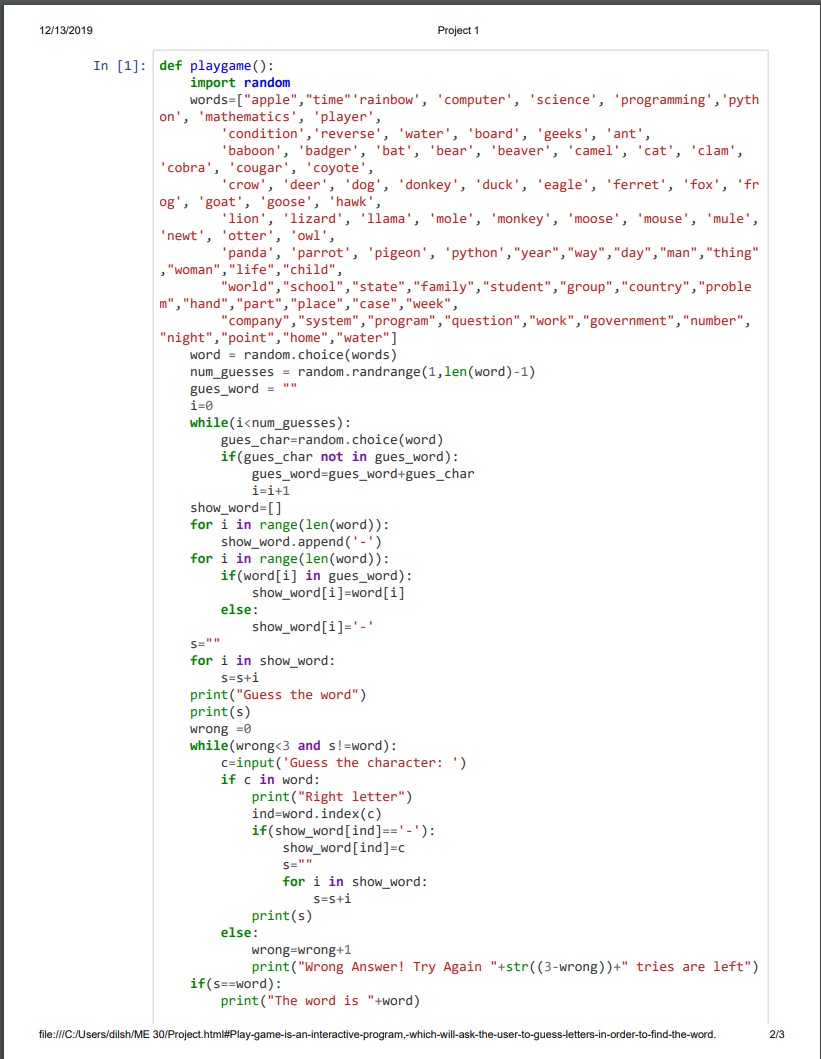 12/13/2019 Project 1
In [1]: def playgame():
    import random
    words=["apple","time"'rainbow', 'computer', 'science', 'programming','pyth
on', 'mathematics', 'player',
        'condition','reverse', 'water', 'board', 'geeks', 'ant',
        'baboon', 'badger', 'bat', 'bear', 'beaver', 'camel', 'cat', 'clam',
'cobra', 'cougar', 'coyote',
        'crow', 'deer', 'dog', 'donkey', 'duck', 'eagle', 'ferret', 'fox', 'fr
og', 'goat', 'goose', 'hawk',
        'lion', 'lizard', 'llama', 'mole', 'monkey', 'moose', 'mouse', 'mule',
'newt', 'otter', 'owl',
        'panda', 'parrot', 'pigeon', 'python',"year","way","day","man","thing"
,"woman","life","child",
        "world","school","state","family","student","group","country","proble
m","hand","part","place","case","week",
        "company","system","program","question","work","government","number",
"night","point","home","water"]
    word = random.choice(words)
    num_guesses = random.randrange(1,len(word)-1)
    gues_word = ""
    i=0
    while(i<num_guesses):
        gues_char=random.choice(word)
        if(gues_char not in gues_word):
            gues_word=gues_word+gues_char
            i=i+1
    show_word=[]
    for i in range(len(word)):
        show_word.append('-')
    for i in range(len(word)):
        if(word[i] in gues_word):
            show_word[i]=word[i]
        else:
            show_word[i]='-'
    s=""
    for i in show_word:
        s=s+i
    print("Guess the word")
    print(s)
    wrong =0
    while(wrong<3 and s!=word):
        c=input('Guess the character: ')
        if c in word:
            print("Right letter")
            ind=word.index(c)
            if(show_word[ind]=='-'):
                show_word[ind]=c
                s=""
                for i in show_word:
                    s=s+i
            print(s)
        else:
            wrong=wrong+1
            print("Wrong Answer! Try Again "+str((3-wrong))+" tries are left")
    if(s==word):
        print("The word is "+word)
file:///C:/Users/dilsh/ME 30/Project.html#Play-game-is-an-interactive-program,-which-will-ask-the-user-to-guess-letters-in-order-to-find-the-word. 2/3